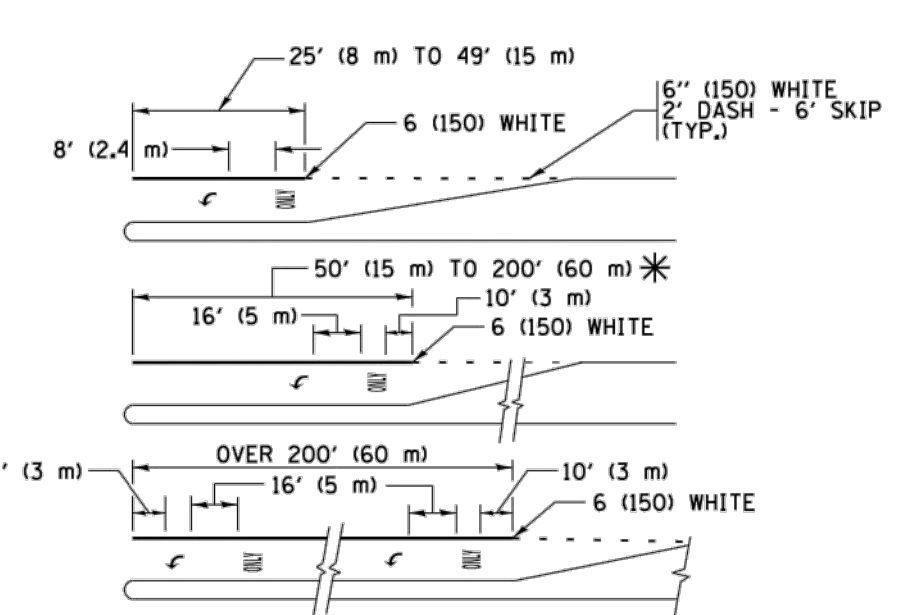 25' (8 m) TO 49' (15 m)
6" (150) WHITE
2' DASH - 6' SKIP
(TYP.)
6 (150) WHITE
8' (2.4 m)
ONLY
50' (15 m) TO 200' (60 m) *
10' (3 m)
16' (5 m)
6 (150) WHITE
ONLY
OVER 200' (60 m)
' (3 m)
10' (3 m)
16' (5 m)
6 (150) WHITE
ONLY
ONLY